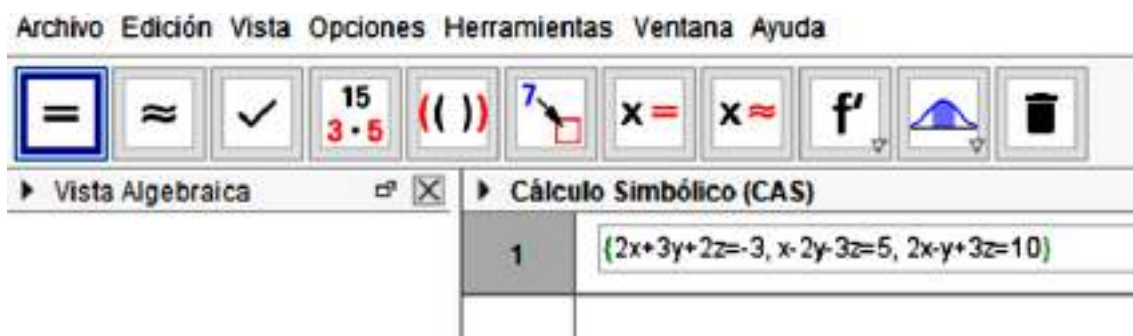 Archivo Edición Vista Opciones Herramientas Ventana Ayuda
= ≈ ✓ 15 3·5 (( )) 7 x = x ≈ f'
Vista Algebraica
Cálculo Simbólico (CAS)
1
{2x+3y+2z=-3, x-2y-3z=5, 2x-y+3z=10}